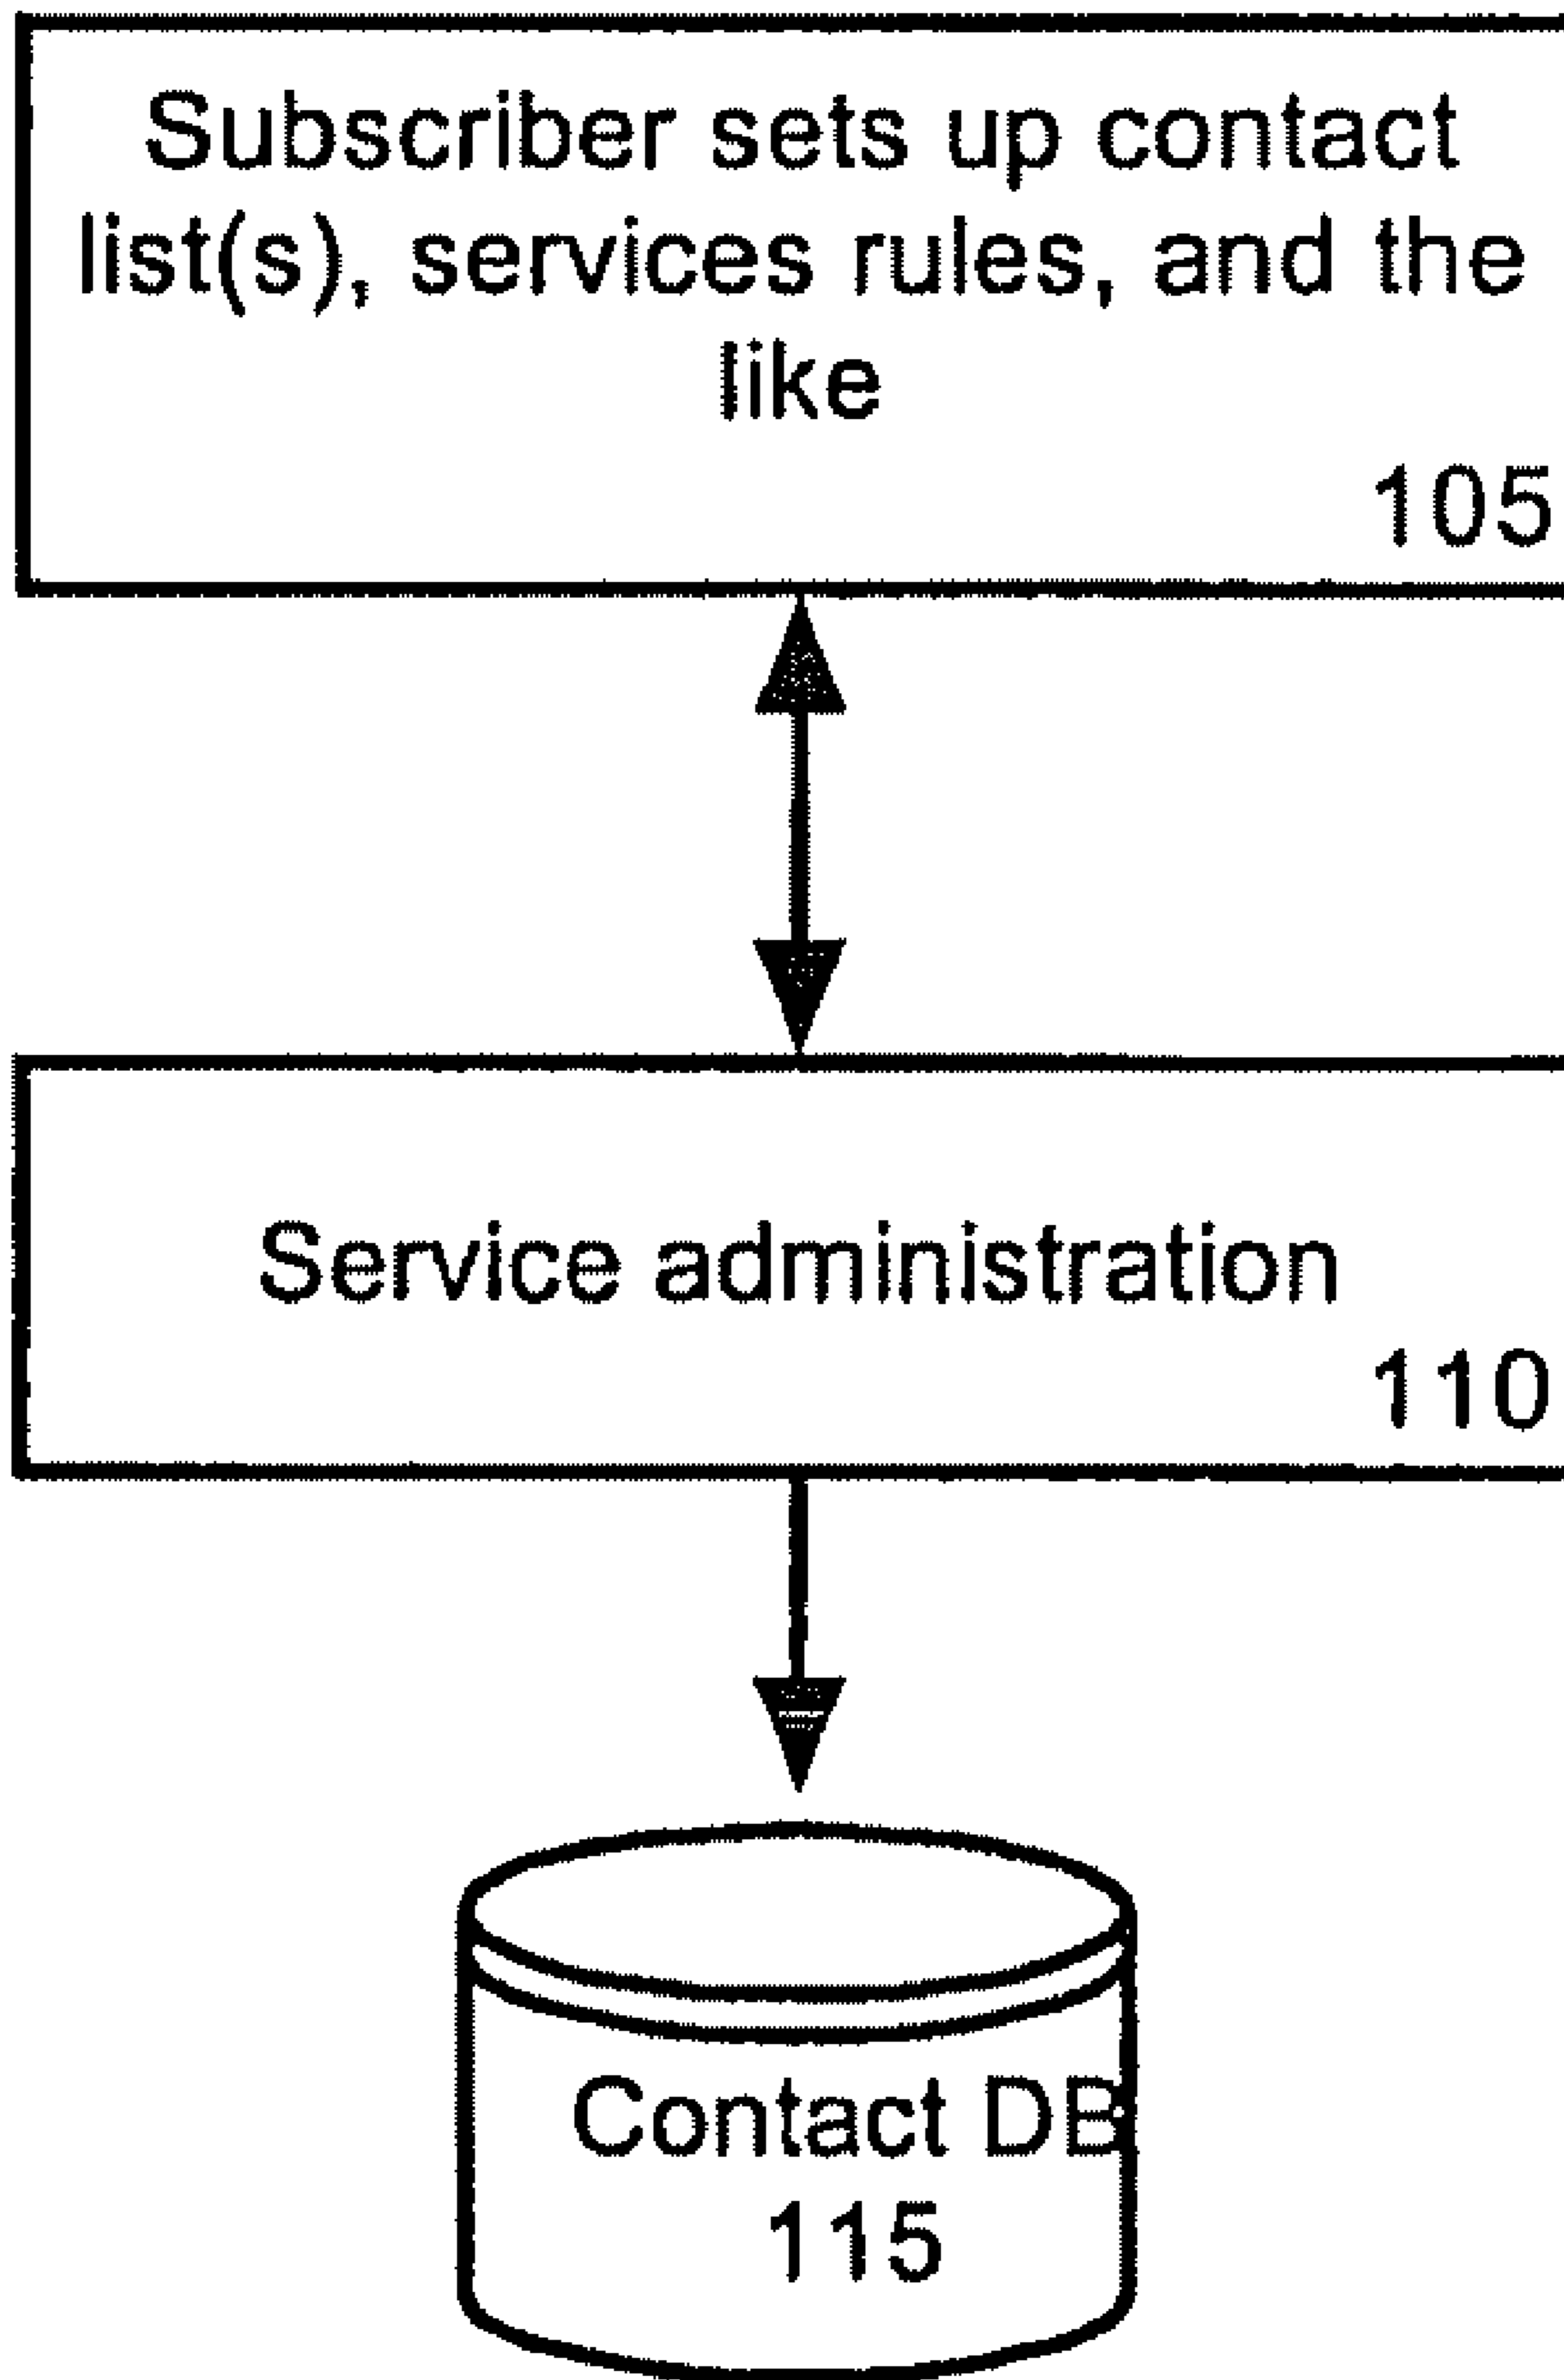 Subscriber sets up contact
list(s), services rules, and the
like
105
Service administration
110
Contact DB
115